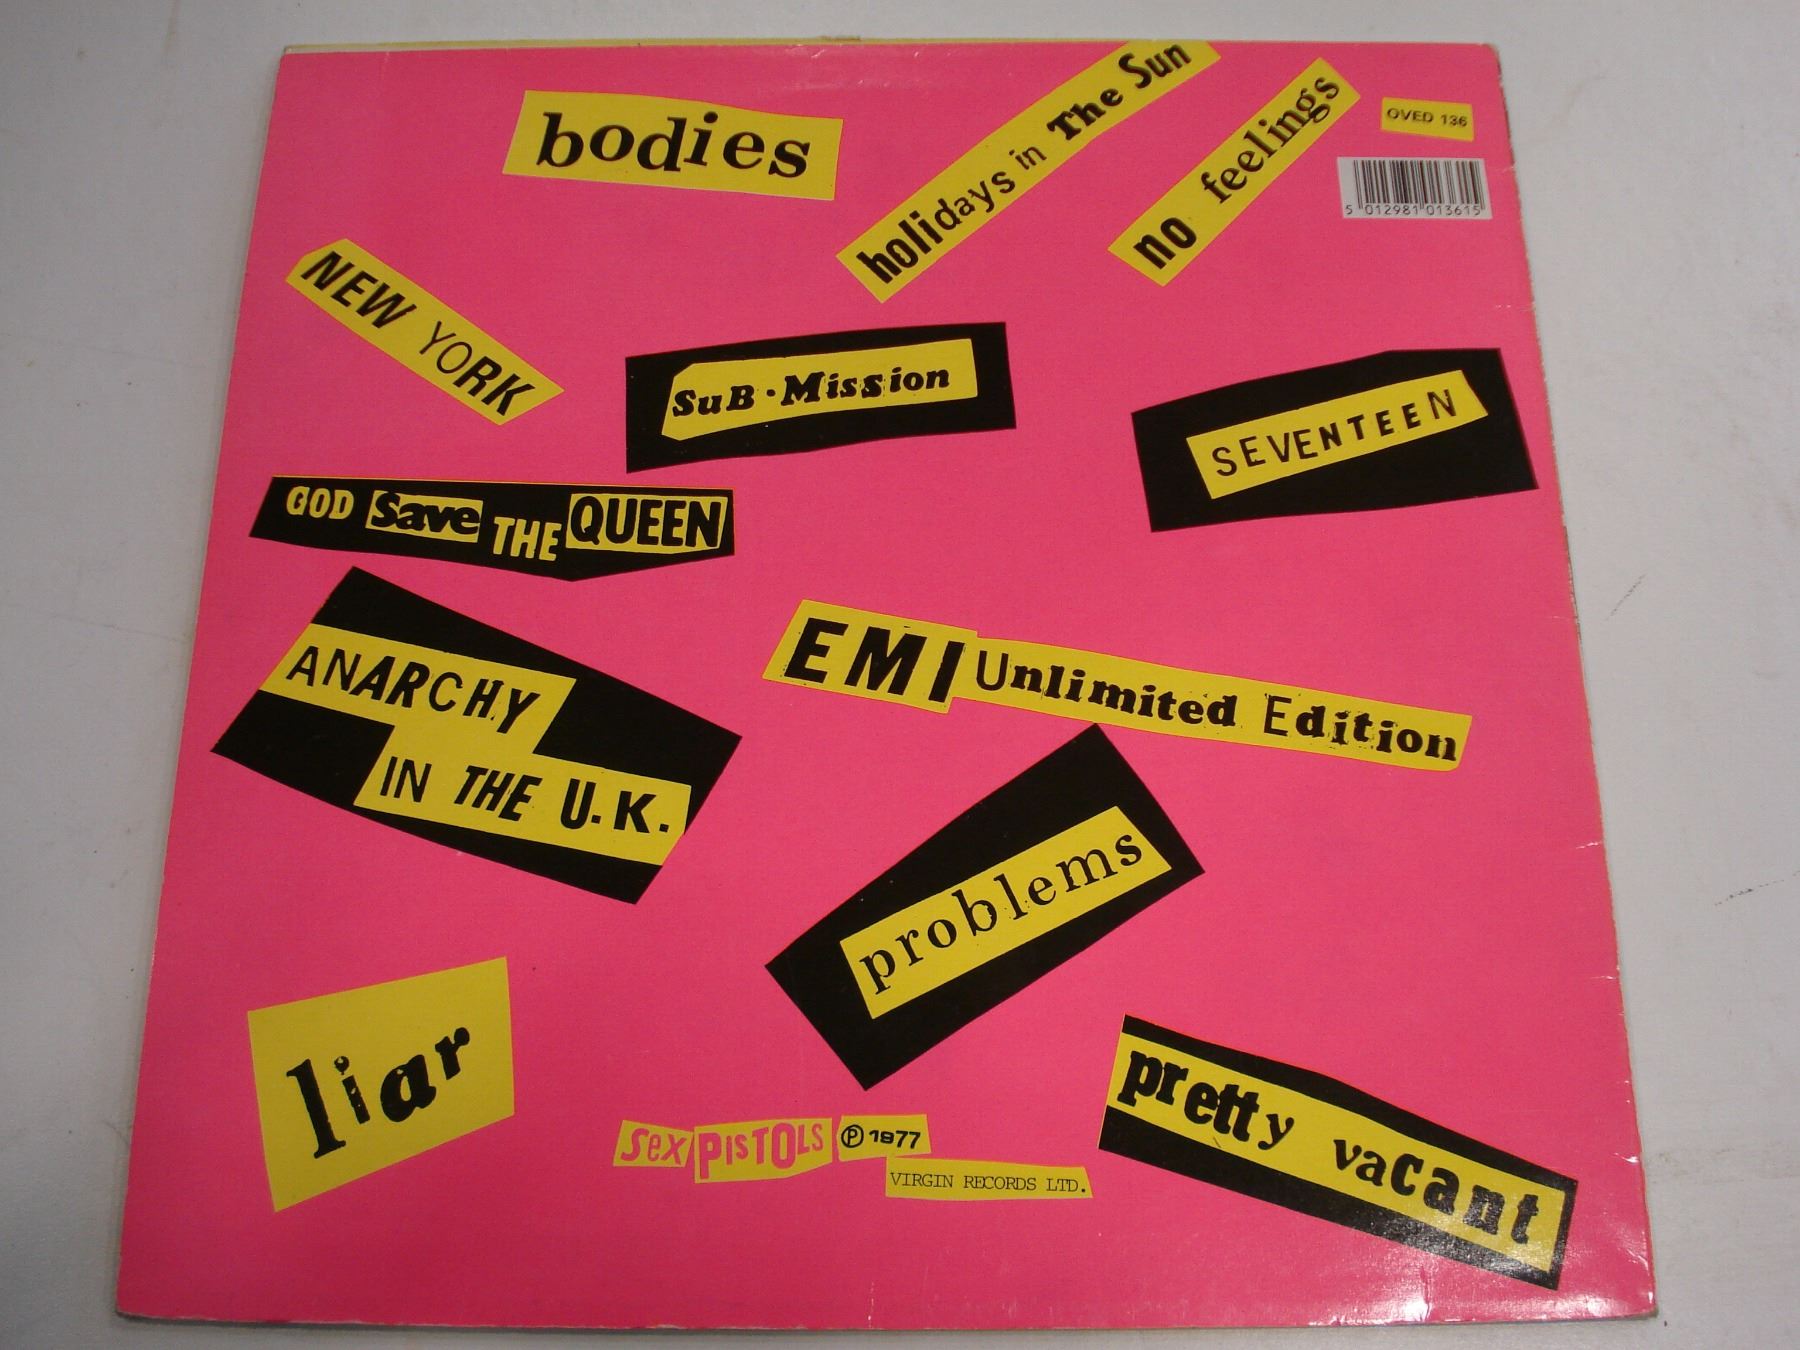 bodies
holidays in The Sun
no feelings
OVED 136
5 012981 013615
NEW YORK
SuB·Mission
SEVENTEEN
GOD Save THE QUEEN
ANARCHY
IN THE U.K.
EMI Unlimited Edition
problems
liar
pretty vacant
Sex PISTOLS ℗ 1977
VIRGIN RECORDS LTD.